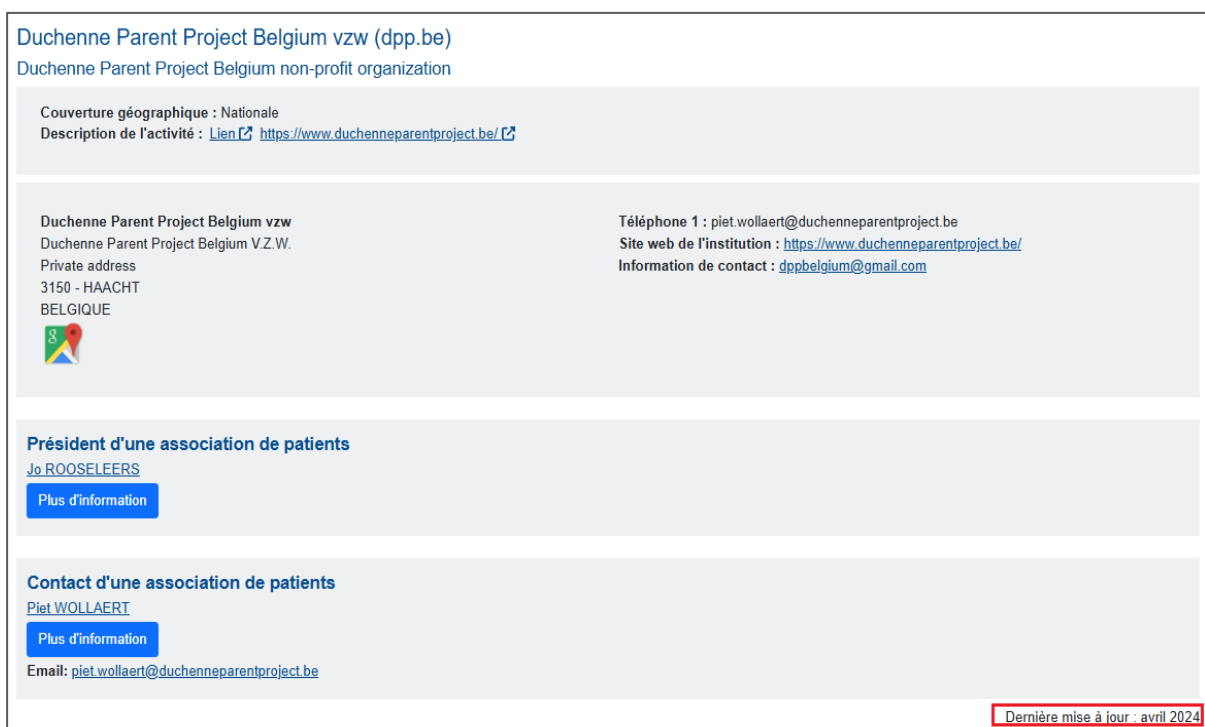 Duchenne Parent Project Belgium vzw (dpp.be)
Duchenne Parent Project Belgium non-profit organization
Couverture géographique : Nationale
Description de l'activité : Lien https://www.duchenneparentproject.be/
Duchenne Parent Project Belgium vzw
Duchenne Parent Project Belgium V.Z.W.
Private address
3150 - HAACHT
BELGIQUE
Téléphone 1 : piet.wollaert@duchenneparentproject.be
Site web de l'institution : https://www.duchenneparentproject.be/
Information de contact : dppbelgium@gmail.com
Président d'une association de patients
Jo ROOSELEERS
Plus d'information
Contact d'une association de patients
Piet WOLLAERT
Plus d'information
Email: piet.wollaert@duchenneparentproject.be
Dernière mise à jour : avril 2024